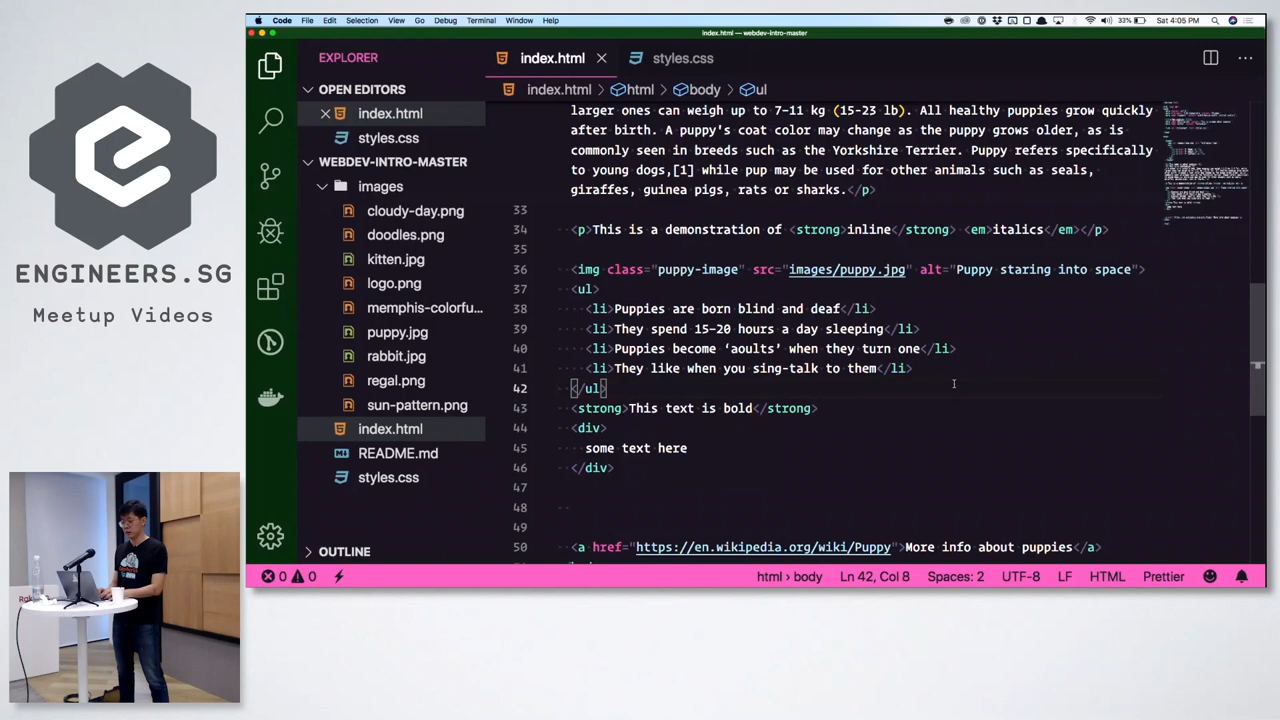 Code File Edit Selection View Go Debug Terminal Window Help 33% Sat 4:05 PM
index.html — webdev-intro-master
EXPLORER
index.html
styles.css
OPEN EDITORS
index.html
styles.css
WEBDEV-INTRO-MASTER
images
cloudy-day.png
doodles.png
kitten.jpg
logo.png
memphis-colorfu...
puppy.jpg
rabbit.jpg
regal.png
sun-pattern.png
index.html
README.md
styles.css
OUTLINE
index.html › html › body › ul
larger ones can weigh up to 7-11 kg (15-23 lb). All healthy puppies grow quickly
after birth. A puppy's coat color may change as the puppy grows older, as is
commonly seen in breeds such as the Yorkshire Terrier. Puppy refers specifically
to young dogs,[1] while pup may be used for other animals such as seals,
giraffes, guinea pigs, rats or sharks.</p>
33
34 <p>This is a demonstration of <strong>inline</strong> <em>italics</em></p>
35
36 <img class="puppy-image" src="images/puppy.jpg" alt="Puppy staring into space">
37 <ul>
38 <li>Puppies are born blind and deaf</li>
39 <li>They spend 15-20 hours a day sleeping</li>
40 <li>Puppies become ‘aoults’ when they turn one</li>
41 <li>They like when you sing-talk to them</li>
42 </ul>
43 <strong>This text is bold</strong>
44 <div>
45 some text here
46 </div>
47
48
49
50 <a href="https://en.wikipedia.org/wiki/Puppy">More info about puppies</a>
0 0 html › body Ln 42, Col 8 Spaces: 2 UTF-8 LF HTML Prettier
ENGINEERS.SG
Meetup Videos